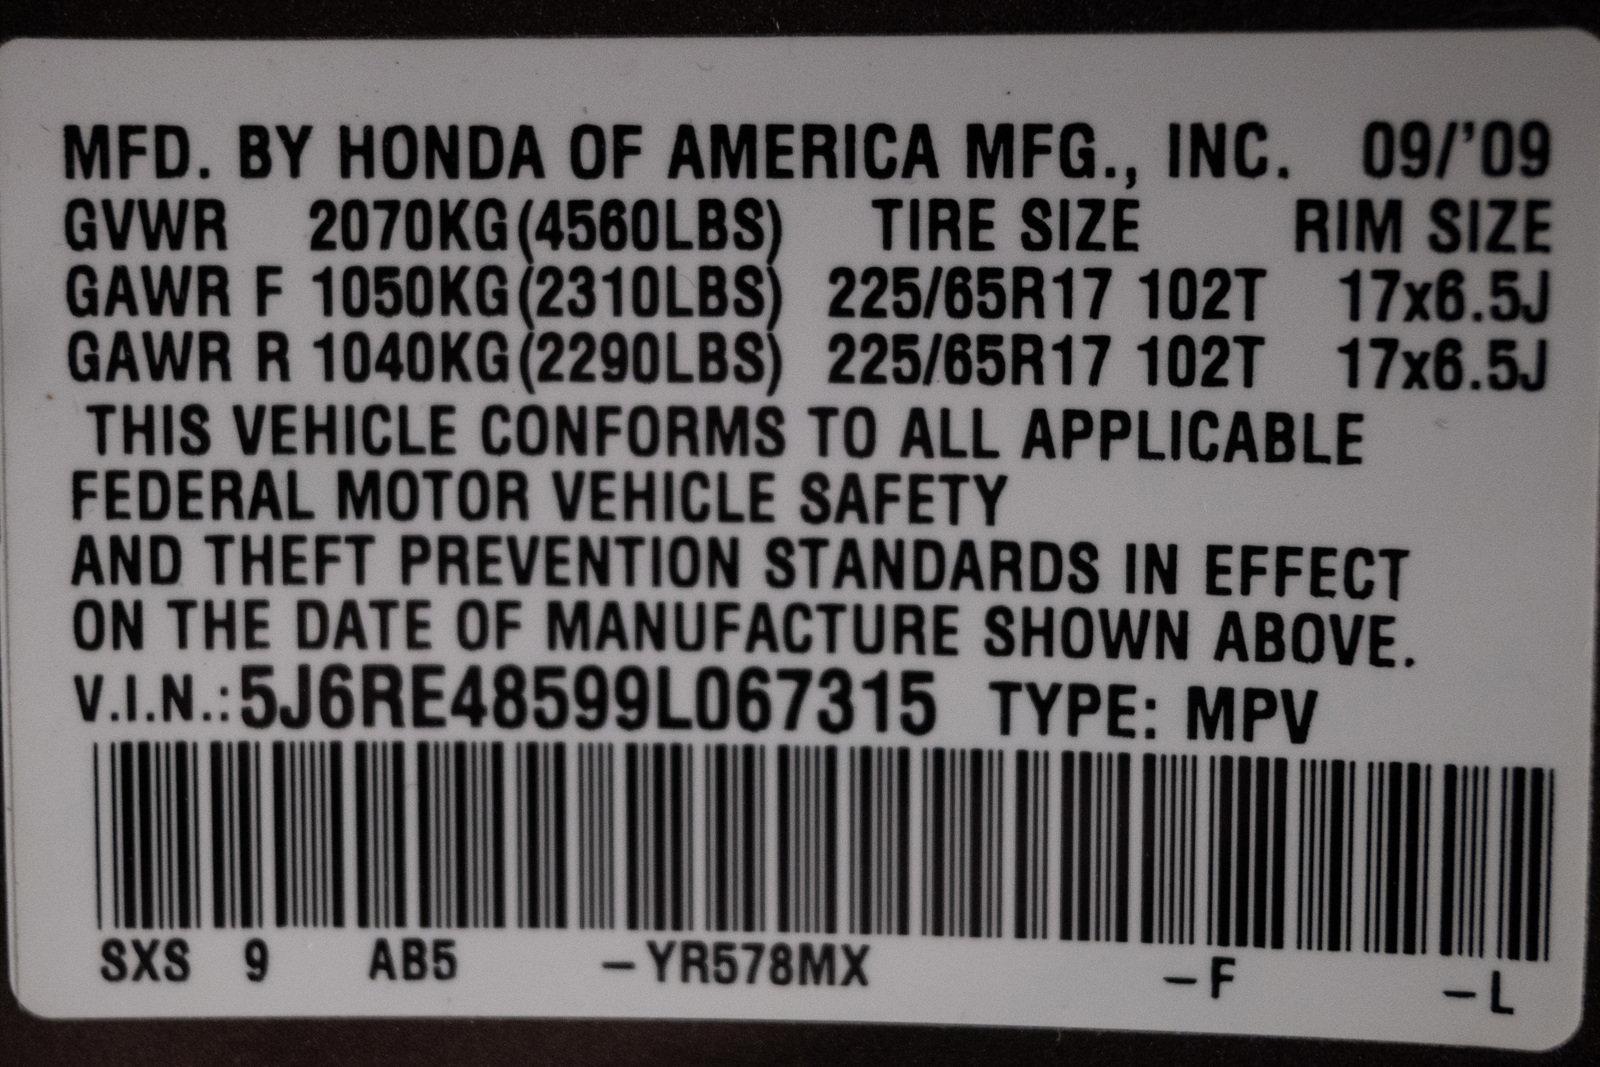 MFD. BY HONDA OF AMERICA MFG., INC. 09/'09
GVWR 2070KG(4560LBS) TIRE SIZE RIM SIZE
GAWR F 1050KG(2310LBS) 225/65R17 102T 17x6.5J
GAWR R 1040KG(2290LBS) 225/65R17 102T 17x6.5J
THIS VEHICLE CONFORMS TO ALL APPLICABLE
FEDERAL MOTOR VEHICLE SAFETY
AND THEFT PREVENTION STANDARDS IN EFFECT
ON THE DATE OF MANUFACTURE SHOWN ABOVE.
V.I.N.:5J6RE48599L067315 TYPE: MPV
SXS 9 AB5 -YR578MX -F -L